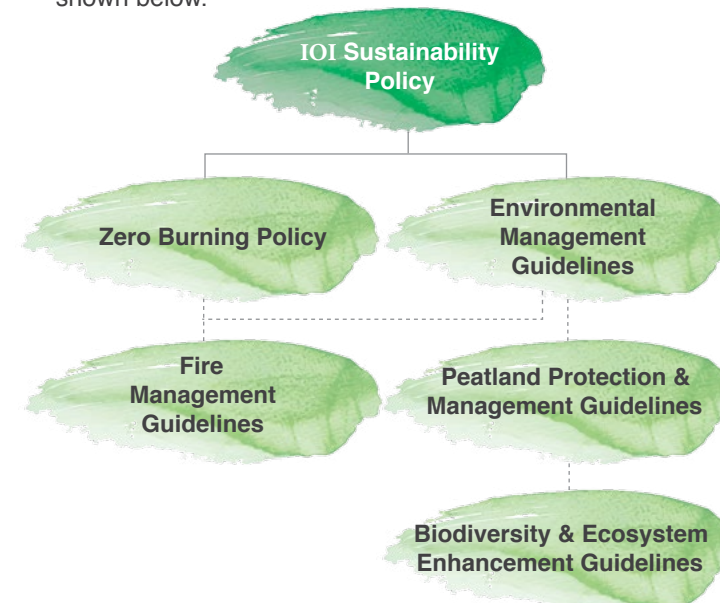 shown below.
IOI Sustainability
Policy
Zero Burning Policy
Environmental
Management
Guidelines
Fire
Management
Guidelines
Peatland Protection &
Management Guidelines
Biodiversity & Ecosystem
Enhancement Guidelines